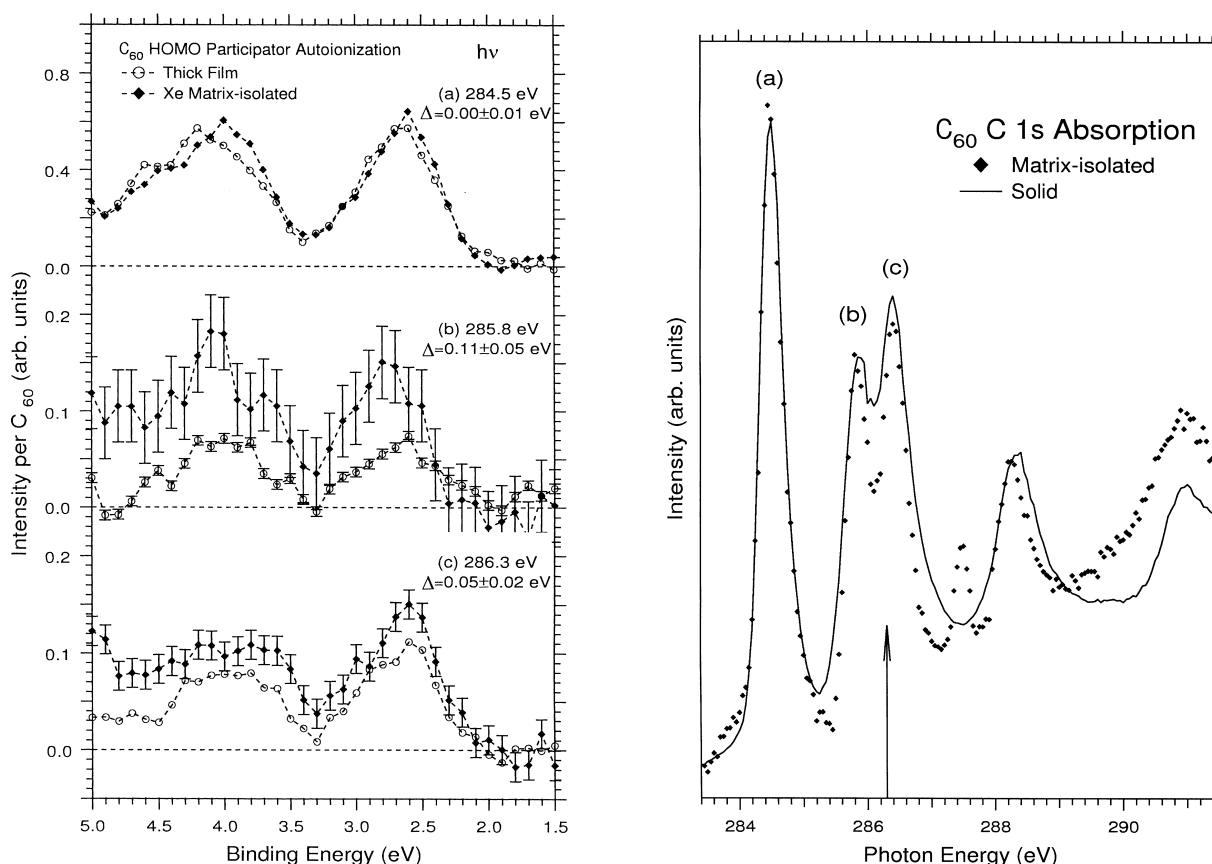 C60 HOMO Participator Autoionization hν
Thick Film
Xe Matrix-isolated
(a) 284.5 eV
Δ=0.00±0.01 eV
0.8
0.4
0.0
(b) 285.8 eV
Δ=0.11±0.05 eV
0.2
0.1
0.0
(c) 286.3 eV
Δ=0.05±0.02 eV
0.2
0.1
0.0
Intensity per C60 (arb. units)
5.0 4.5 4.0 3.5 3.0 2.5 2.0 1.5
Binding Energy (eV)
(a)
C60 C 1s Absorption
Matrix-isolated
Solid
(c)
(b)
Intensity (arb. units)
284 286 288 290
Photon Energy (eV)